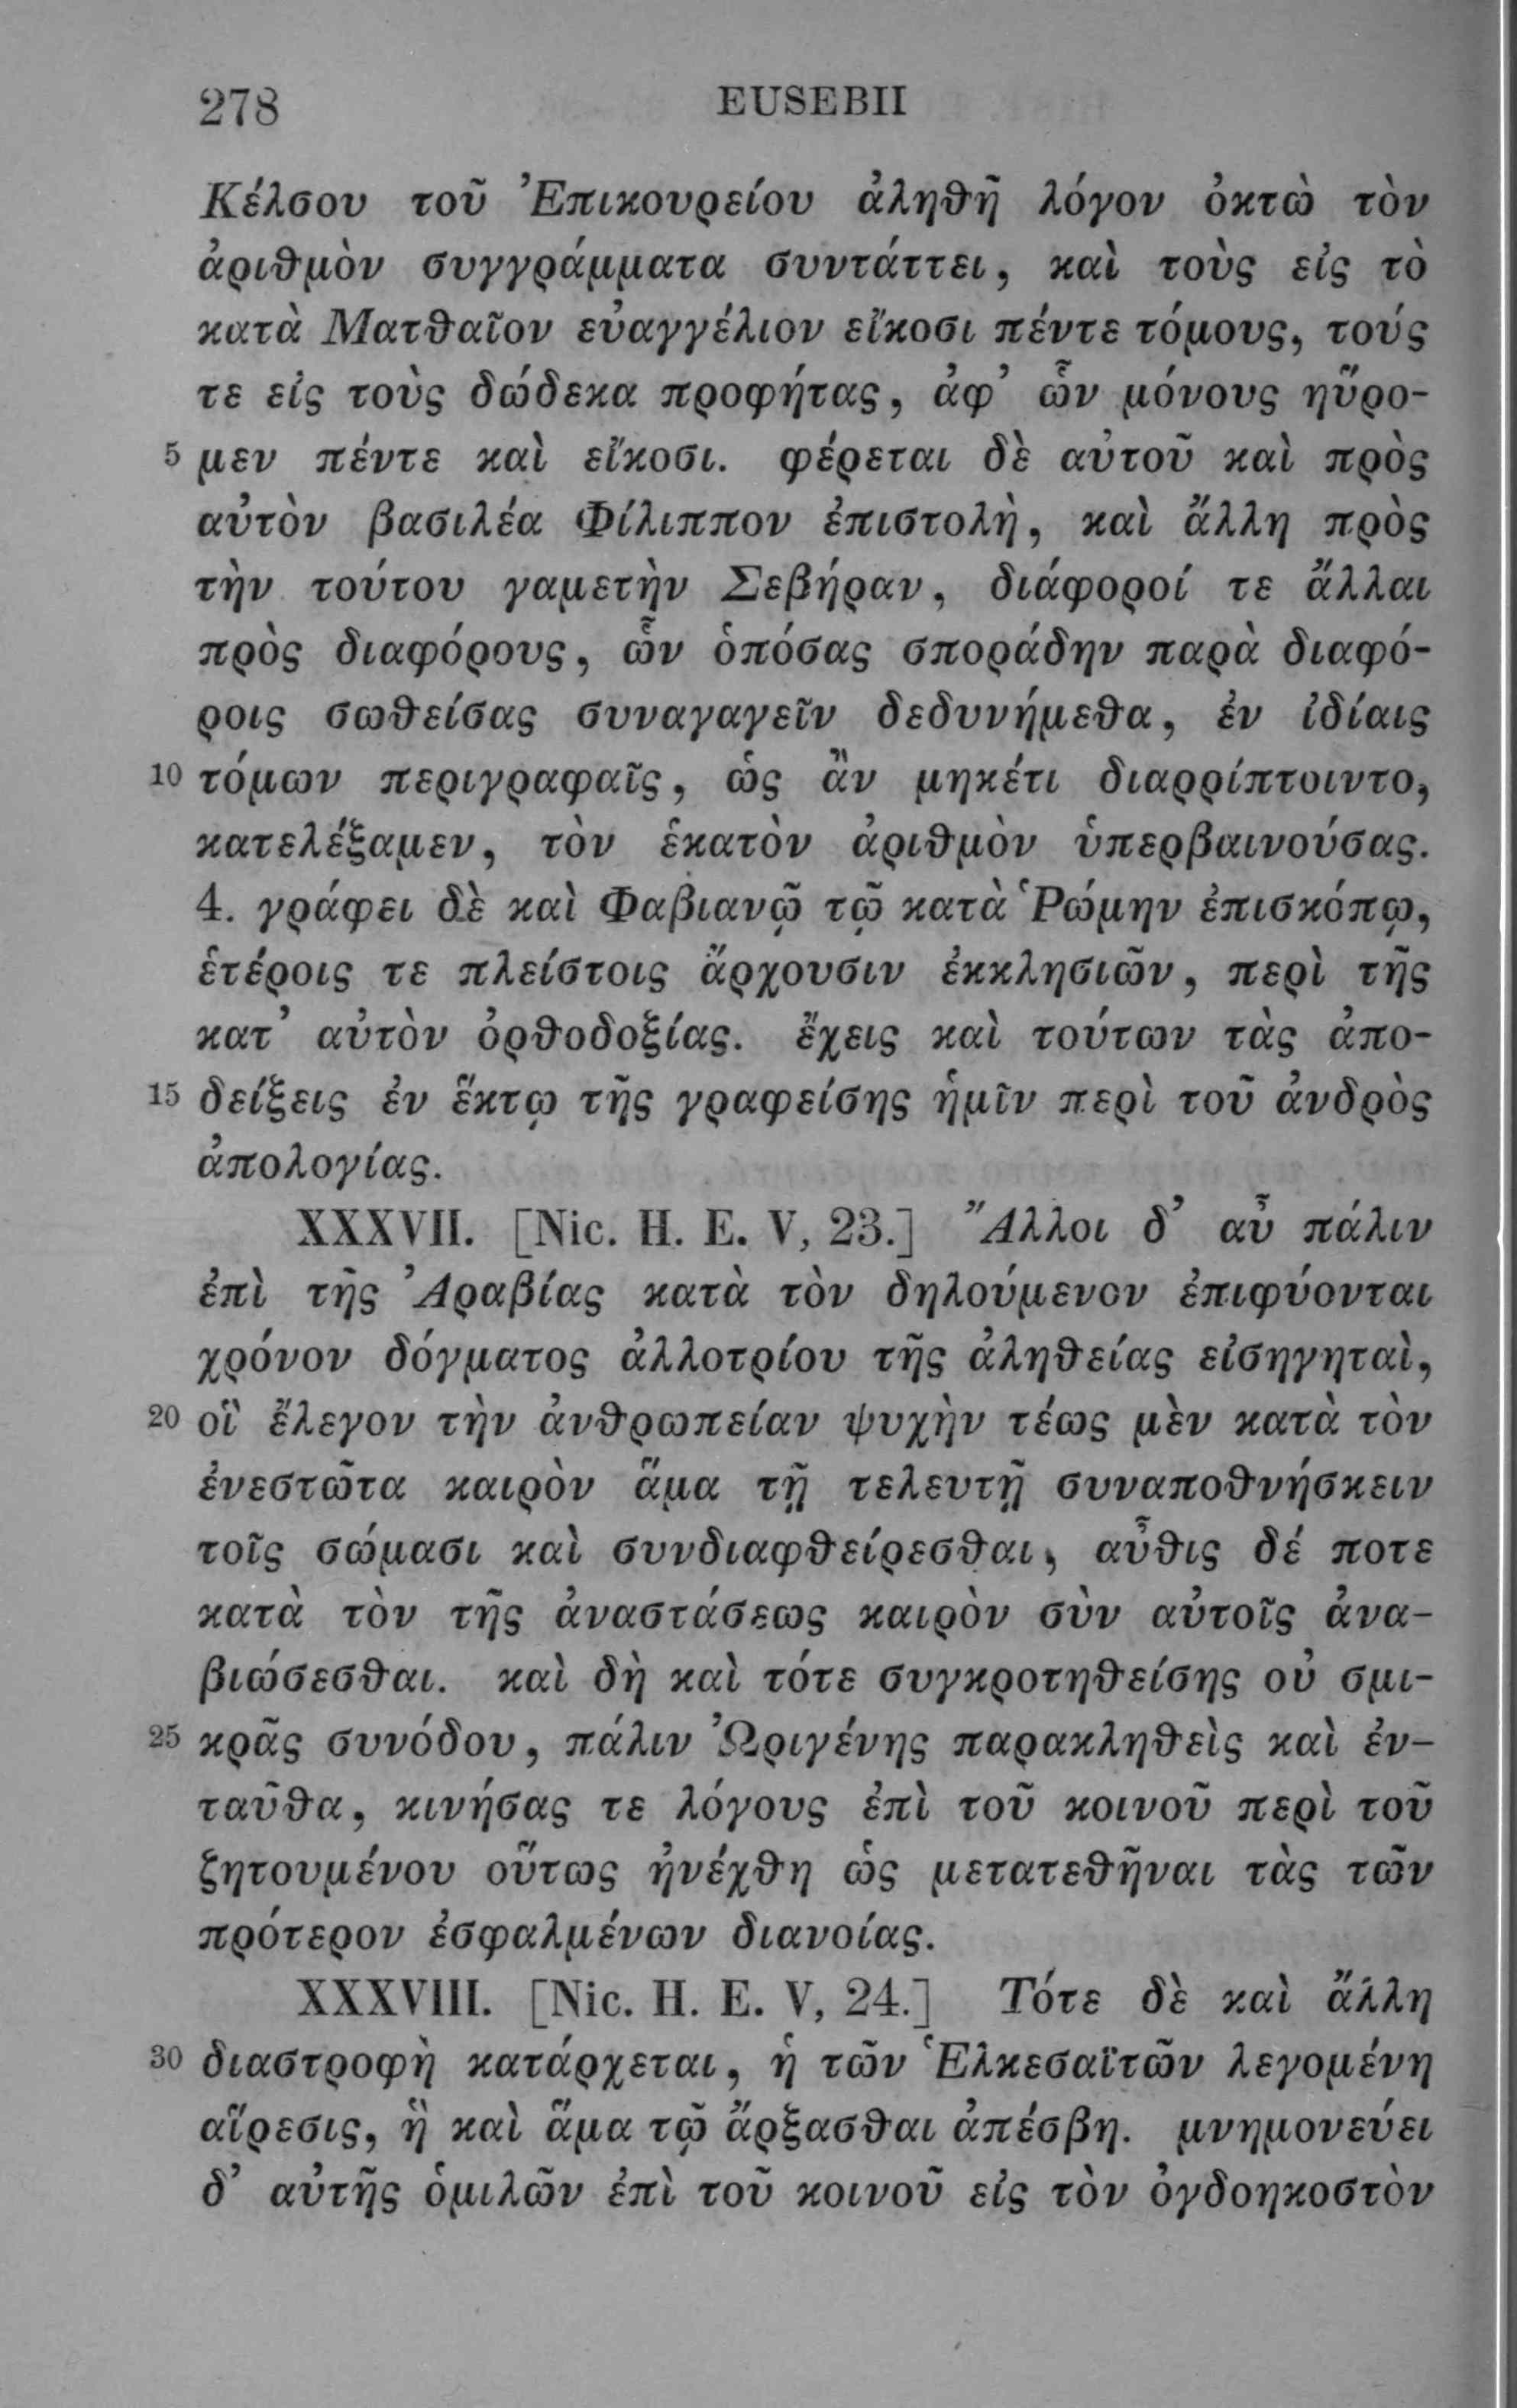 278 EUSEBII
Κέλσου τοῦ Ἐπικουρείου ἀληθῆ λόγον ὀκτὼ τὸν
ἀριθμὸν συγγράμματα συντάττει, καὶ τοὺς εἰς τὸ
κατὰ Ματθαῖον εὐαγγέλιον εἴκοσι πέντε τόμους, τούς
τε εἰς τοὺς δώδεκα προφήτας, ἀφ’ ὧν μόνους ηὕρο-
5 μεν πέντε καὶ εἴκοσι. φέρεται δὲ αὐτοῦ καὶ πρὸς
αὐτὸν βασιλέα Φίλιππον ἐπιστολὴ, καὶ ἄλλη πρὸς
τὴν τούτου γαμετὴν Σεβήραν, διάφοροί τε ἄλλαι
πρὸς διαφόρους, ὧν ὁπόσας σποράδην παρὰ διαφό-
ροις σωθείσας συναγαγεῖν δεδυνήμεθα, ἐν ἰδίαις
10 τόμων περιγραφαῖς, ὡς ἂν μηκέτι διαρρίπτοιντο,
κατελέξαμεν, τὸν ἑκατὸν ἀριθμὸν ὑπερβαινούσας.
4. γράφει δὲ καὶ Φαβιανῷ τῷ κατὰ Ῥώμην ἐπισκόπῳ,
ἑτέροις τε πλείστοις ἄρχουσιν ἐκκλησιῶν, περὶ τῆς
κατ’ αὐτὸν ὀρθοδοξίας. ἔχεις καὶ τούτων τὰς ἀπο-
15 δείξεις ἐν ἕκτῳ τῆς γραφείσης ἡμῖν περὶ τοῦ ἀνδρὸς
ἀπολογίας.
XXXVII. [Nic. H. E. V, 23.] Ἄλλοι δ’ αὖ πάλιν
ἐπὶ τῆς Ἀραβίας κατὰ τὸν δηλούμενον ἐπιφύονται
χρόνον δόγματος ἀλλοτρίου τῆς ἀληθείας εἰσηγηταὶ,
20 οἳ ἔλεγον τὴν ἀνθρωπείαν ψυχὴν τέως μὲν κατὰ τὸν
ἐνεστῶτα καιρὸν ἅμα τῇ τελευτῇ συναποθνήσκειν
τοῖς σώμασι καὶ συνδιαφθείρεσθαι, αὖθις δέ ποτε
κατὰ τὸν τῆς ἀναστάσεως καιρὸν σὺν αὐτοῖς ἀνα-
βιώσεσθαι. καὶ δὴ καὶ τότε συγκροτηθείσης οὐ σμι-
25 κρᾶς συνόδου, πάλιν Ὠριγένης παρακληθεὶς καὶ ἐν-
ταῦθα, κινήσας τε λόγους ἐπὶ τοῦ κοινοῦ περὶ τοῦ
ζητουμένου οὕτως ἠνέχθη ὡς μετατεθῆναι τὰς τῶν
πρότερον ἐσφαλμένων διανοίας.
XXXVIII. [Nic. H. E. V, 24.] Τότε δὲ καὶ ἄλλη
30 διαστροφὴ κατάρχεται, ἡ τῶν Ἑλκεσαϊτῶν λεγομένη
αἵρεσις, ἣ καὶ ἅμα τῷ ἄρξασθαι ἀπέσβη. μνημονεύει
δ’ αὐτῆς ὁμιλῶν ἐπὶ τοῦ κοινοῦ εἰς τὸν ὀγδοηκοστὸν